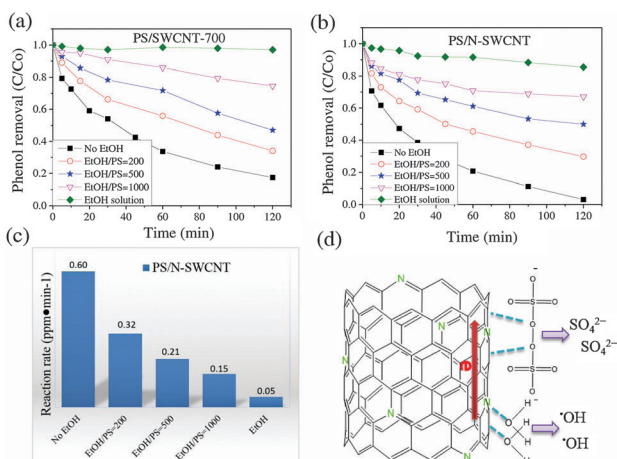 (a)
PS/SWCNT-700
Phenol removal (C/Co)
1.0
0.8
0.6
0.4
0.2
0.0
No EtOH
EtOH/PS=200
EtOH/PS=500
EtOH/PS=1000
EtOH solution
0 20 40 60 80 100 120
Time (min)
(b)
PS/N-SWCNT
Phenol removal (C/Co)
1.0
0.8
0.6
0.4
0.2
0.0
No EtOH
EtOH/PS=200
EtOH/PS=500
EtOH/PS=1000
EtOH solution
0 20 40 60 80 100 120
Time (min)
(c)
PS/N-SWCNT
Reaction rate (ppm●min-1)
0.60
0.32
0.21
0.15
0.05
No EtOH
EtOH/PS=200
EtOH/PS=500
EtOH/PS=1000
EtOH
(d)
N
N
N
N
N
N
e
O⁻
O=S=O
O
O
O=S=O
O⁻
SO₄²⁻
SO₄²⁻
H
O
H
H
O
H
•OH
•OH